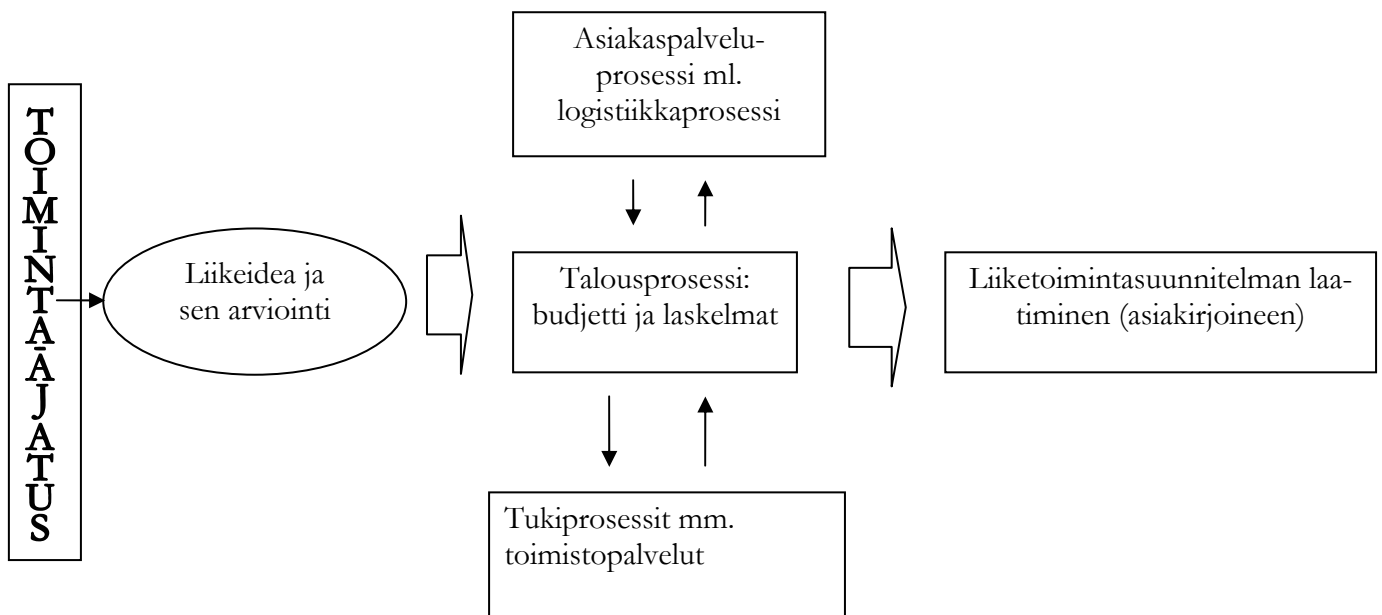 TOIMINTA-AJATUS
Asiakaspalvelu-
prosessi ml.
logistiikkaprosessi
Liikeidea ja
sen arviointi
Talousprosessi:
budjetti ja laskelmat
Liiketoimintasuunnitelman laa-
timinen (asiakirjoineen)
Tukiprosessit mm.
toimistopalvelut